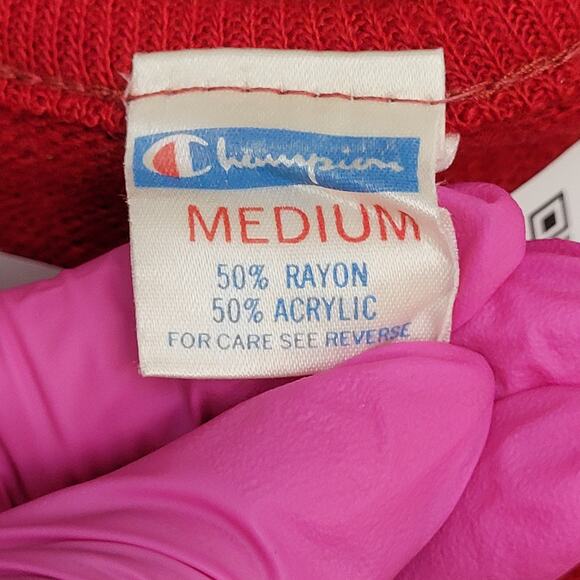 Champion
MEDIUM
50% RAYON
50% ACRYLIC
FOR CARE SEE REVERSE